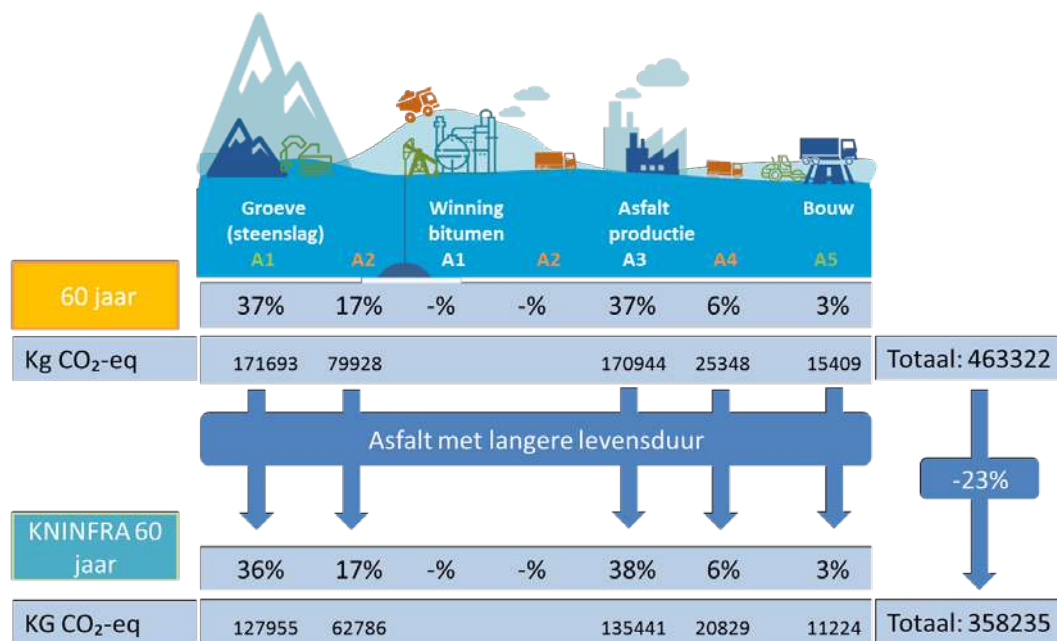 Groeve
(steenslag)
Winning
bitumen
Asfalt
productie
Bouw
A1 A2 A1 A2 A3 A4 A5
60 jaar
37% 17% -% -% 37% 6% 3%
Kg CO₂-eq 171693 79928 170944 25348 15409 Totaal: 463322
Asfalt met langere levensduur
-23%
KNINFRA 60
jaar
36% 17% -% -% 38% 6% 3%
KG CO₂-eq 127955 62786 135441 20829 11224 Totaal: 358235